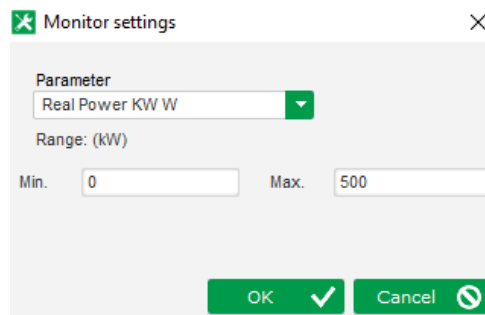 Monitor settings
Parameter
Real Power KW W
Range: (kW)
Min. 0 Max. 500
OK Cancel